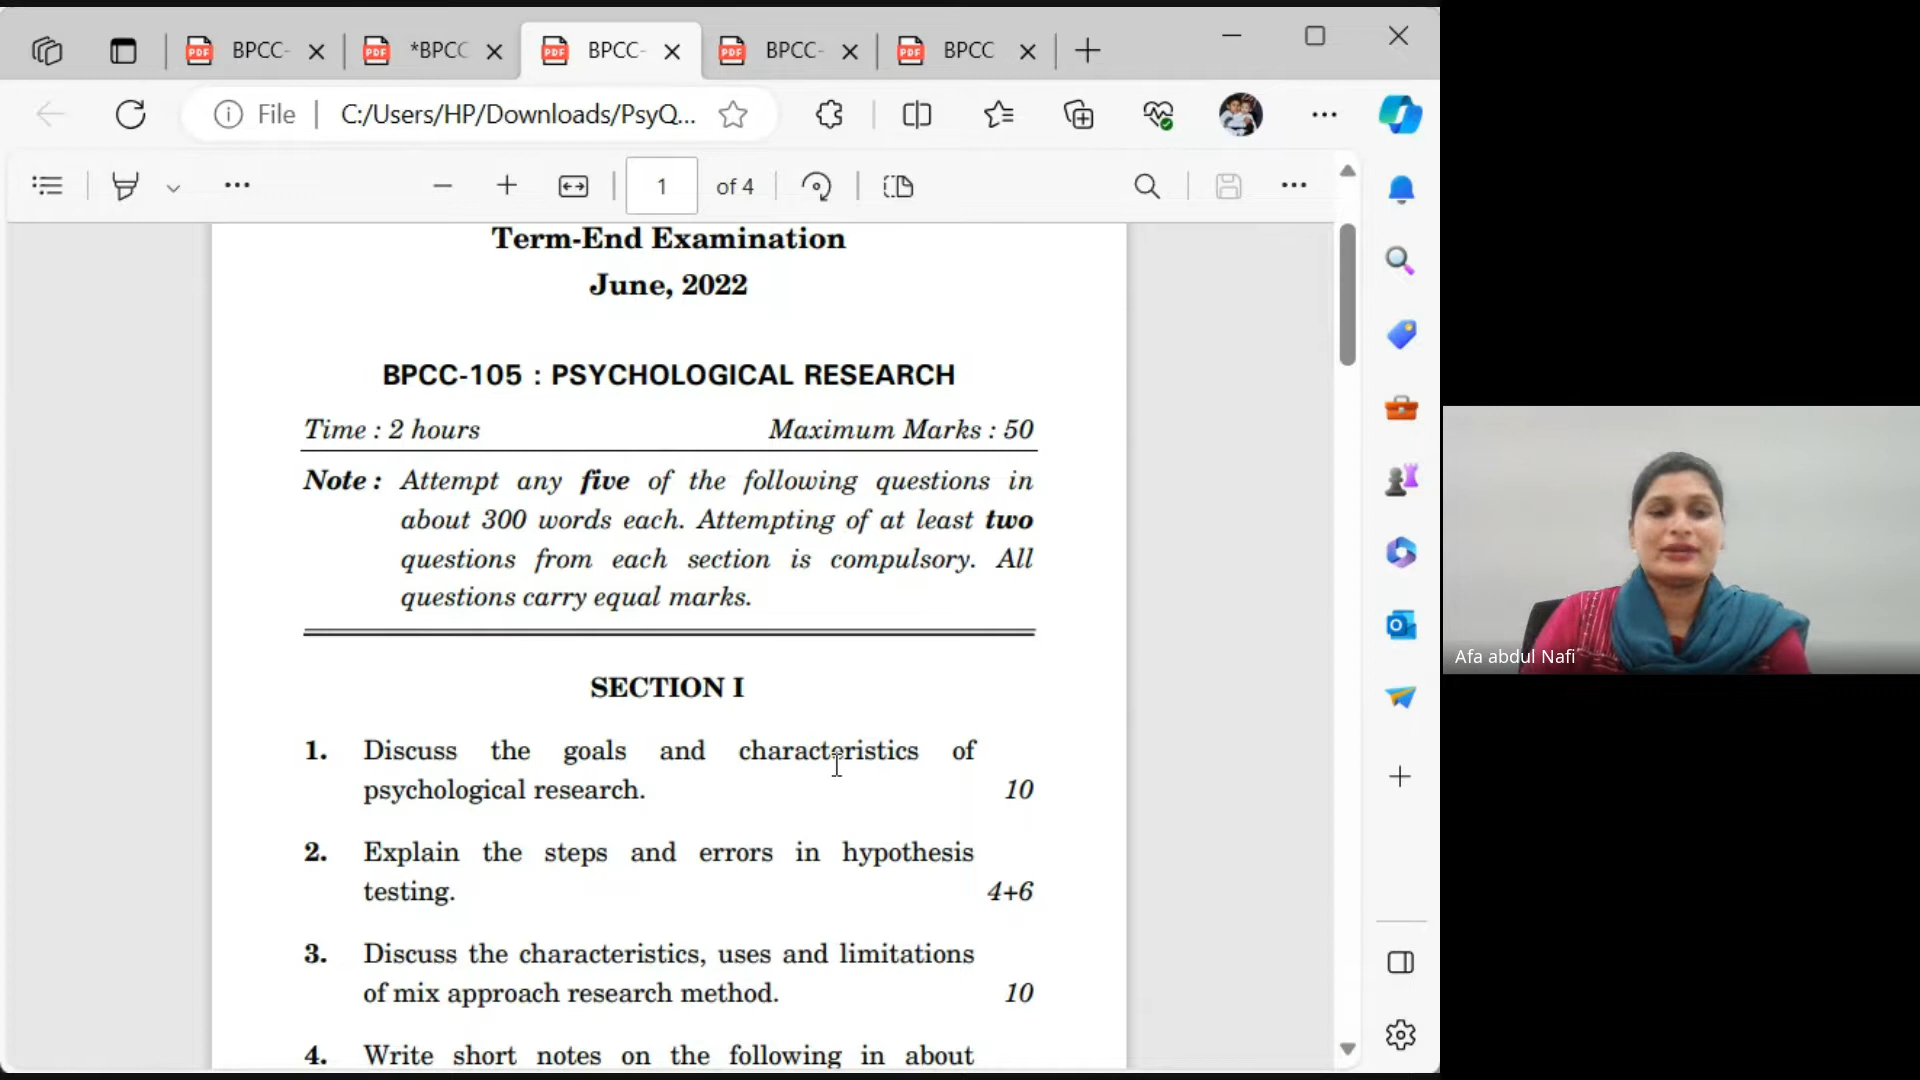 BPCC-
*BPCC
BPCC-
BPCC-
BPCC
File
C:/Users/HP/Downloads/PsyQ...
1 of 4
Term-End Examination
June, 2022
BPCC-105 : PSYCHOLOGICAL RESEARCH
Time : 2 hours Maximum Marks : 50
Note : Attempt any five of the following questions in
about 300 words each. Attempting of at least two
questions from each section is compulsory. All
questions carry equal marks.
SECTION I
1. Discuss the goals and characteristics of
psychological research. 10
2. Explain the steps and errors in hypothesis
testing. 4+6
3. Discuss the characteristics, uses and limitations
of mix approach research method. 10
4. Write short notes on the following in about
Afa abdul Nafi